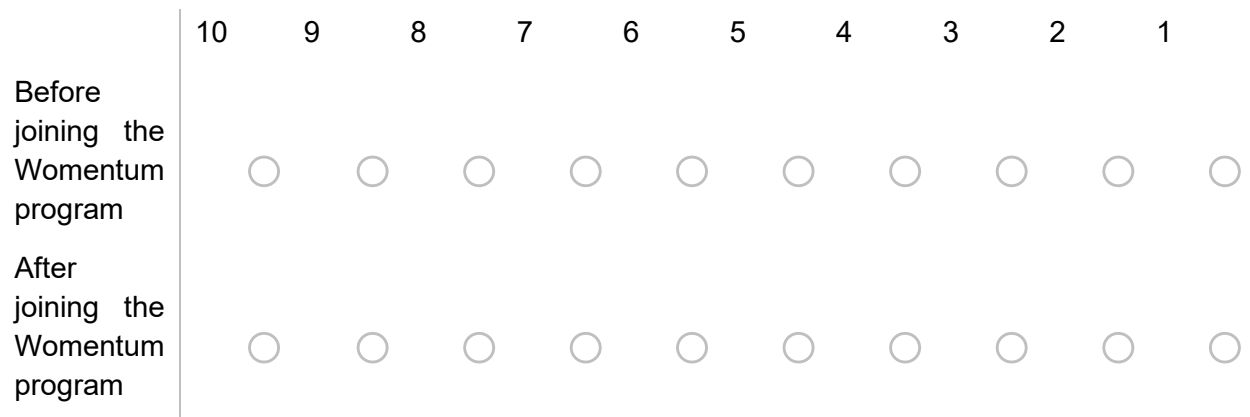 10 9 8 7 6 5 4 3 2 1
Before
joining the
Womentum
program
After
joining the
Womentum
program